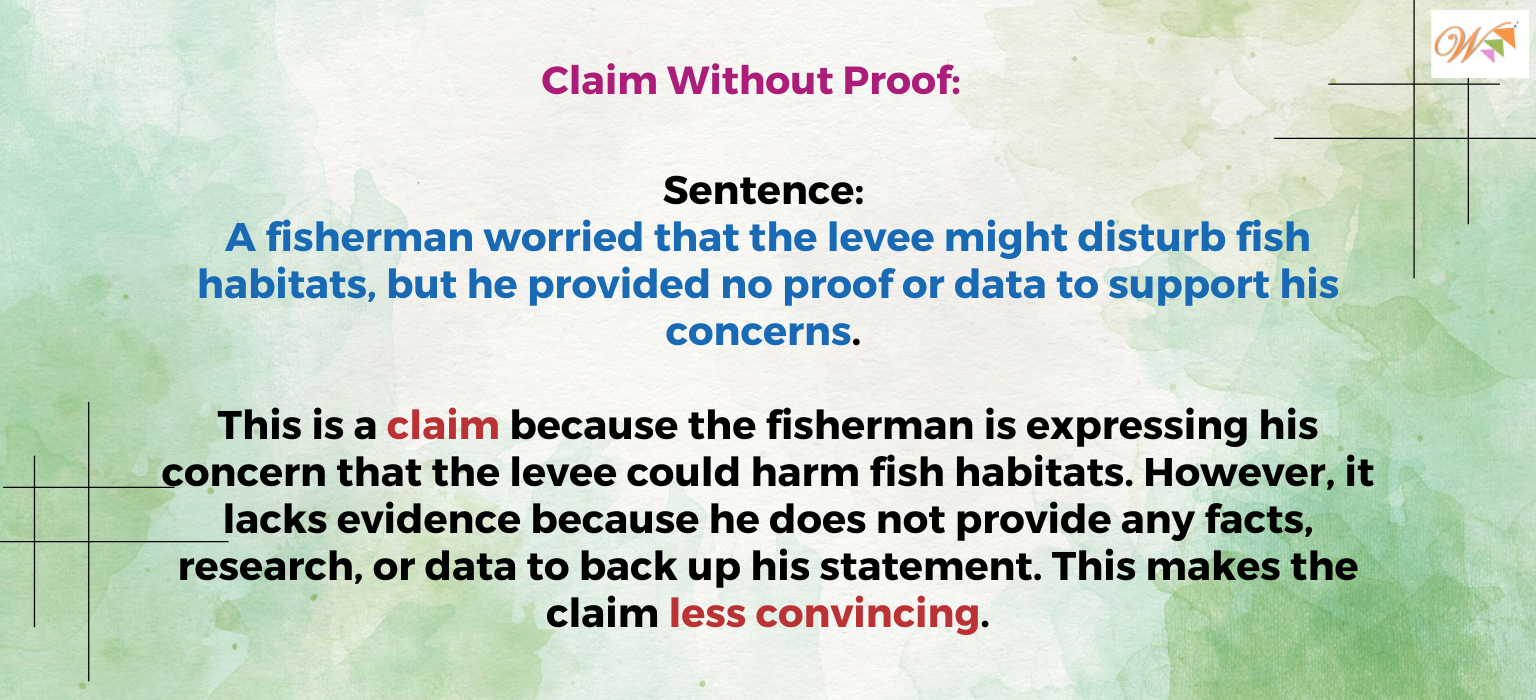 W
Claim Without Proof:
Sentence:
A fisherman worried that the levee might disturb fish
habitats, but he provided no proof or data to support his
concerns.
This is a claim because the fisherman is expressing his
concern that the levee could harm fish habitats. However, it
lacks evidence because he does not provide any facts,
research, or data to back up his statement. This makes the
claim less convincing.